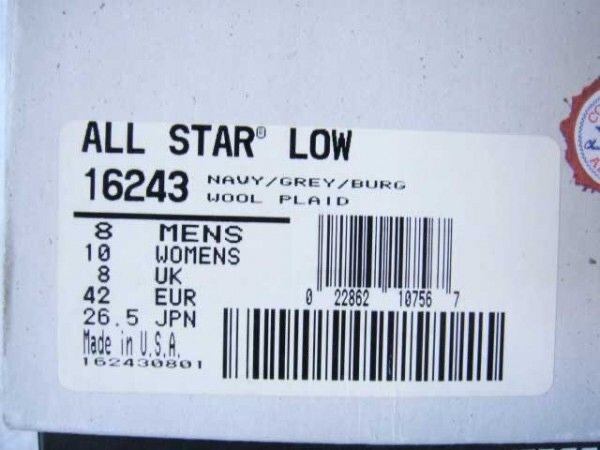 ALL STAR® LOW
16243 NAVY/GREY/BURG
WOOL PLAID
8 MENS
10 WOMENS
8 UK
42 EUR
26.5 JPN
Made in U.S.A.
162430801
0 22862 10756 7